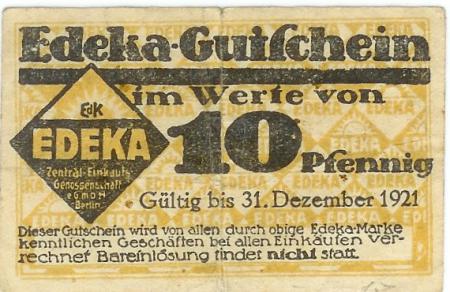 Edeka-Gutschein
im Werte von
10
Pfennig
EdK
EDEKA
Zentral-Einkaufs
Genossenschaft
e G m b H
Berlin
Gültig bis 31. Dezember 1921
Dieser Gutschein wird von allen durch obige Edeka-Marke
kenntlichen Geschäften bei allen Einkäufen ver-
rechnet Bareinlösung findet nicht statt.